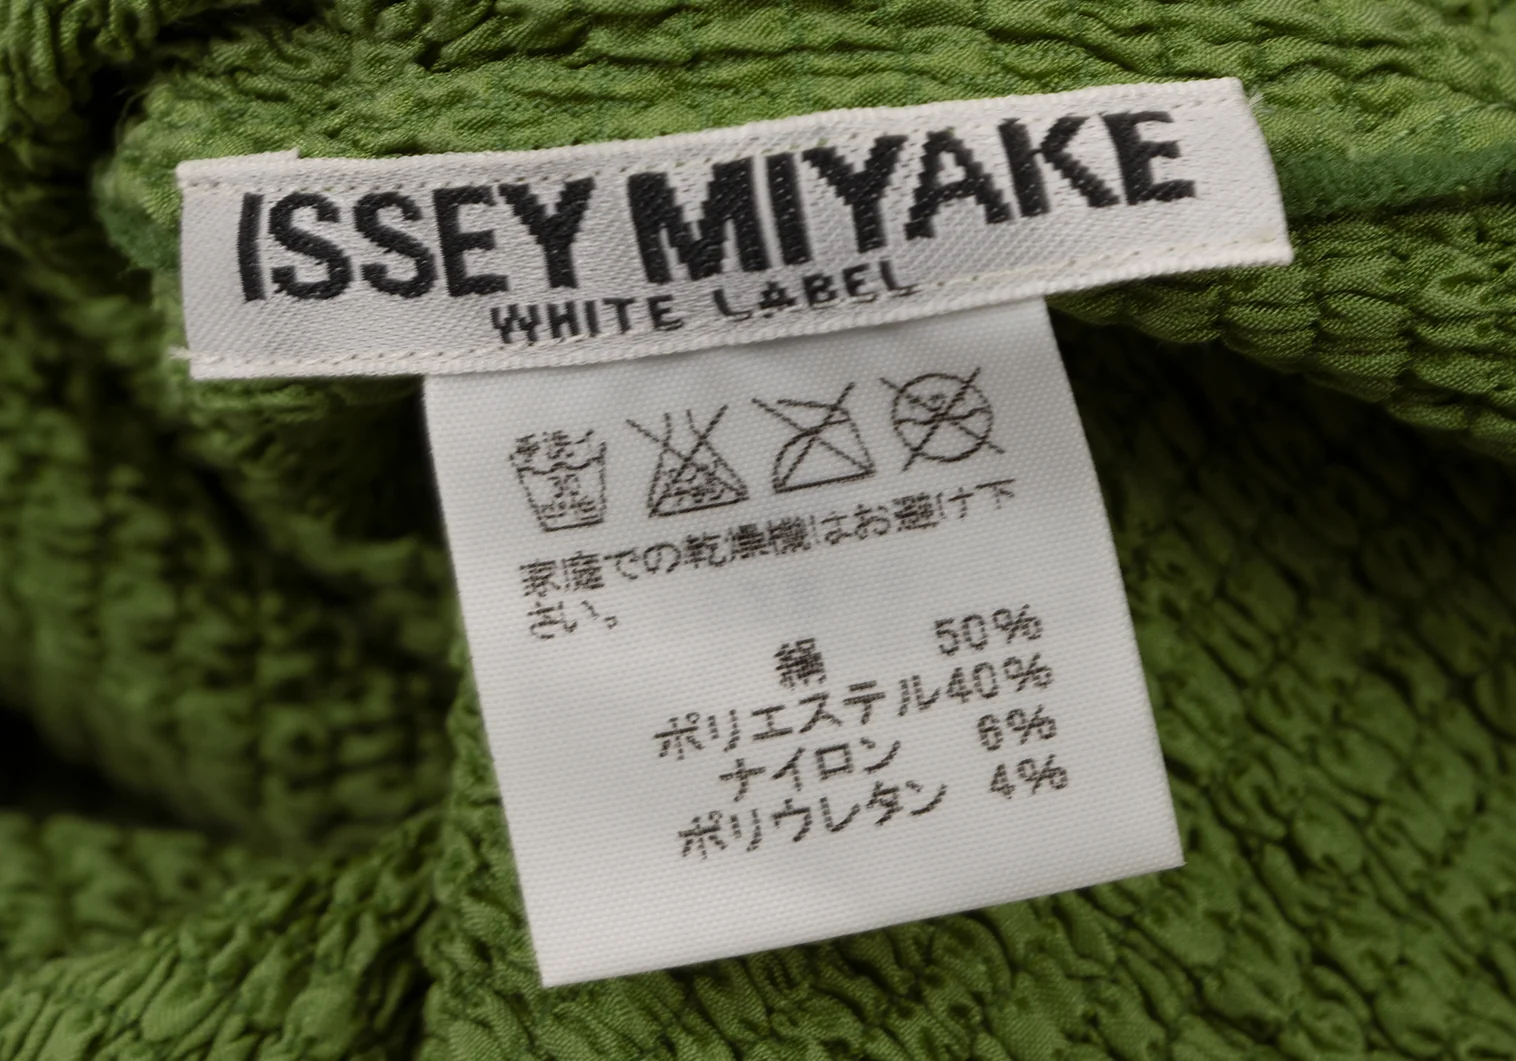 ISSEY MIYAKE
WHITE LABEL
家庭での乾燥機はお避け下
さい。
絹 50%
ポリエステル40%
ナイロン 6%
ポリウレタン 4%